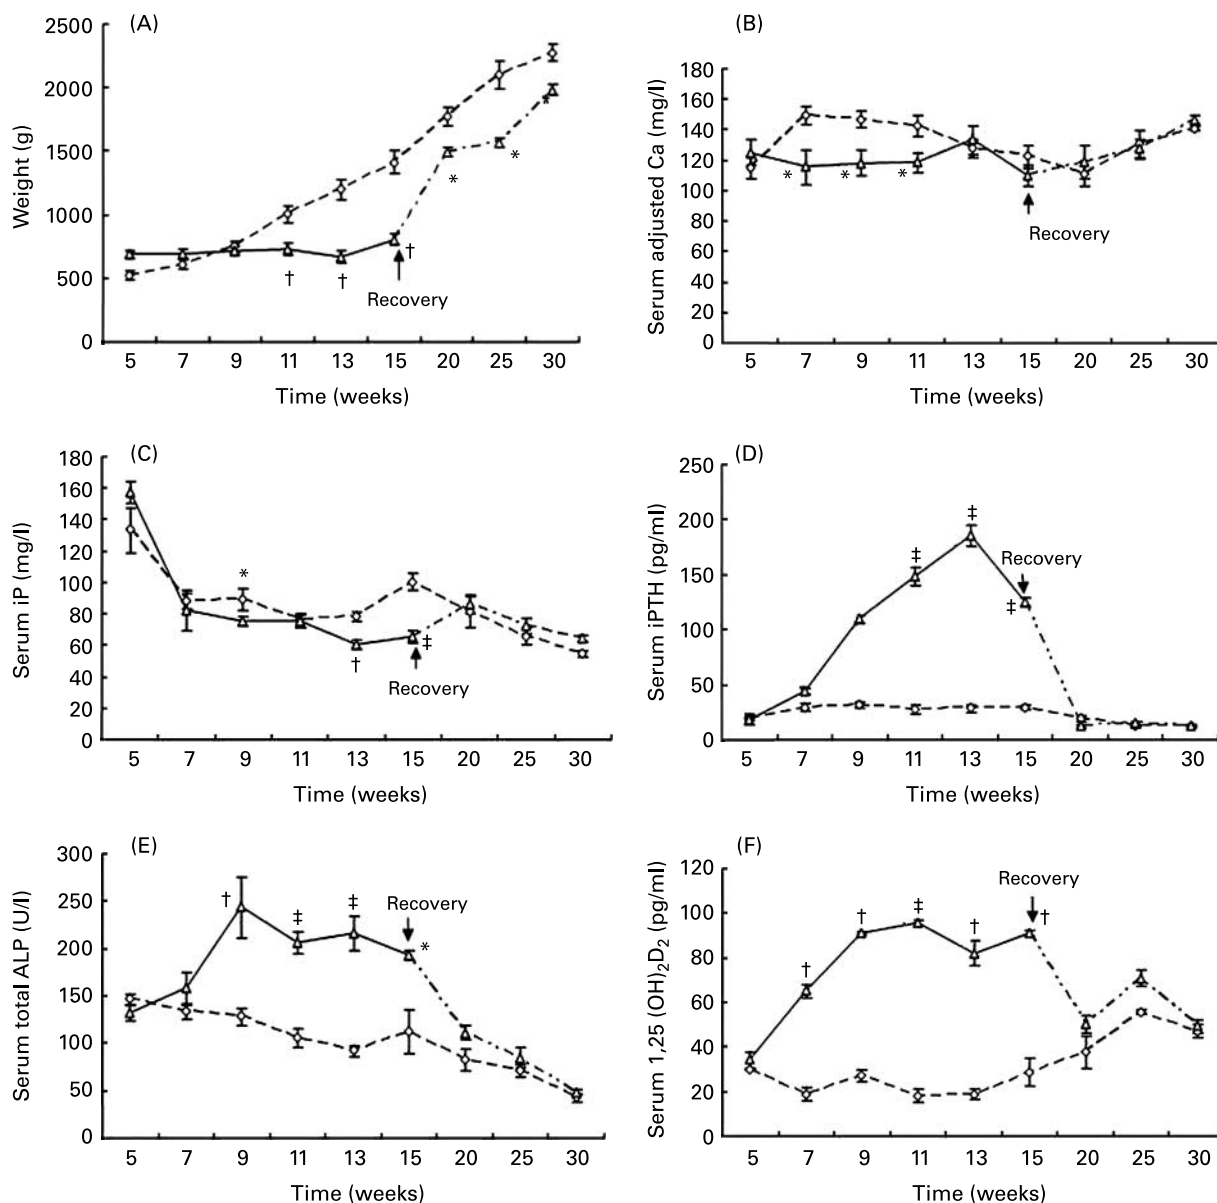 (A)
2500
2000
1500
1000
500
0
Weight (g)
* * *
† † †
Recovery
5 7 9 11 13 15 20 25 30
Time (weeks)
(B)
180
160
140
120
100
80
60
40
20
0
Serum adjusted Ca (mg/l)
* * *
Recovery
5 7 9 11 13 15 20 25 30
Time (weeks)
(C)
180
160
140
120
100
80
60
40
20
0
Serum iP (mg/l)
*
† ‡
Recovery
5 7 9 11 13 15 20 25 30
Time (weeks)
(D)
250
200
150
100
50
0
Serum iPTH (pg/ml)
‡ ‡ ‡
Recovery
5 7 9 11 13 15 20 25 30
Time (weeks)
(E)
300
250
200
150
100
50
0
Serum total ALP (U/l)
† ‡ ‡ *
Recovery
5 7 9 11 13 15 20 25 30
Time (weeks)
(F)
120
100
80
60
40
20
0
Serum 1,25 (OH)₂D₂ (pg/ml)
† † ‡ † †
Recovery
5 7 9 11 13 15 20 25 30
Time (weeks)